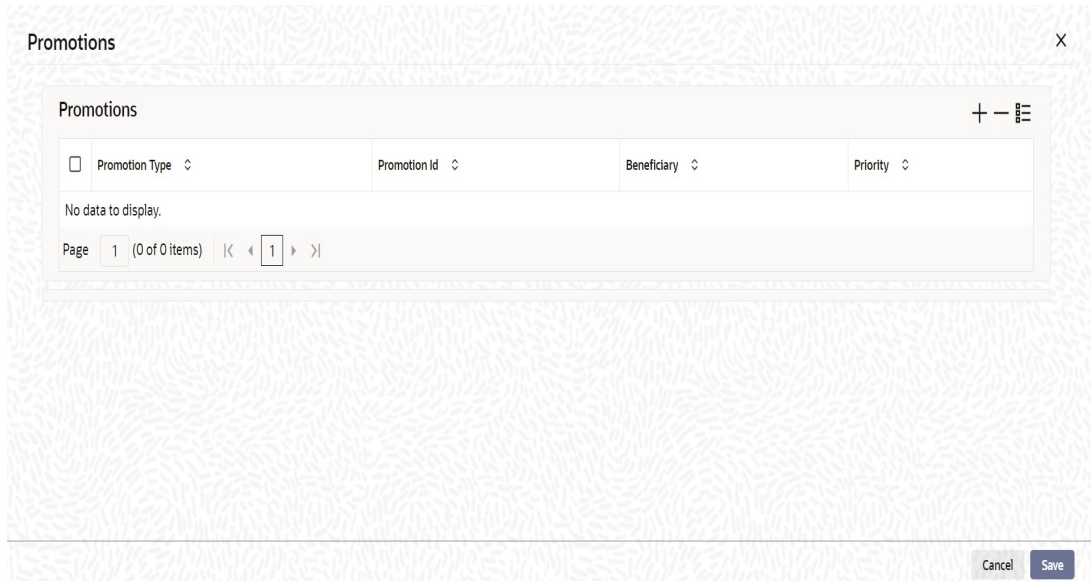 Promotions X
Promotions
Promotion Type Promotion Id Beneficiary Priority
No data to display.
Page 1 (0 of 0 items) 1
Cancel Save